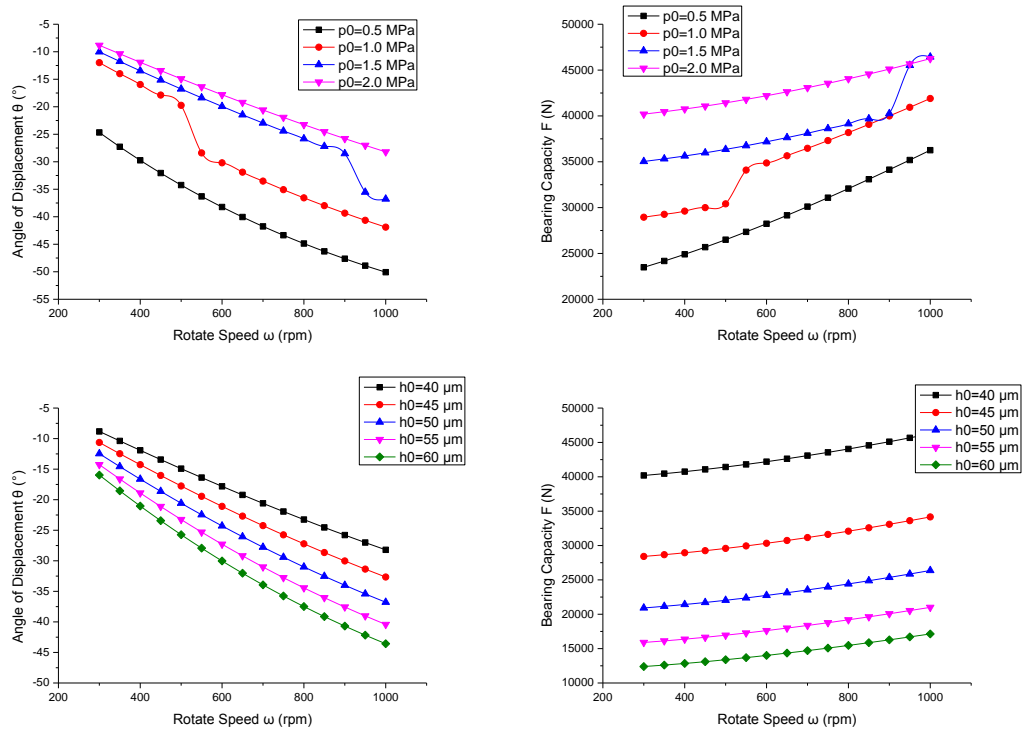 -5
-10
-15
-20
-25
-30
-35
-40
-45
-50
-55
200
400
600
800
1000
Angle of Displacement θ (°)
Rotate Speed ω (rpm)
p0=0.5 MPa
p0=1.0 MPa
p0=1.5 MPa
p0=2.0 MPa
50000
45000
40000
35000
30000
25000
20000
200
400
600
800
1000
Bearing Capacity F (N)
Rotate Speed ω (rpm)
p0=0.5 MPa
p0=1.0 MPa
p0=1.5 MPa
p0=2.0 MPa
-5
-10
-15
-20
-25
-30
-35
-40
-45
-50
200
400
600
800
1000
Angle of Displacement θ (°)
Rotate Speed ω (rpm)
h0=40 μm
h0=45 μm
h0=50 μm
h0=55 μm
h0=60 μm
50000
45000
40000
35000
30000
25000
20000
15000
10000
200
400
600
800
1000
Bearing Capacity F (N)
Rotate Speed ω (rpm)
h0=40 μm
h0=45 μm
h0=50 μm
h0=55 μm
h0=60 μm